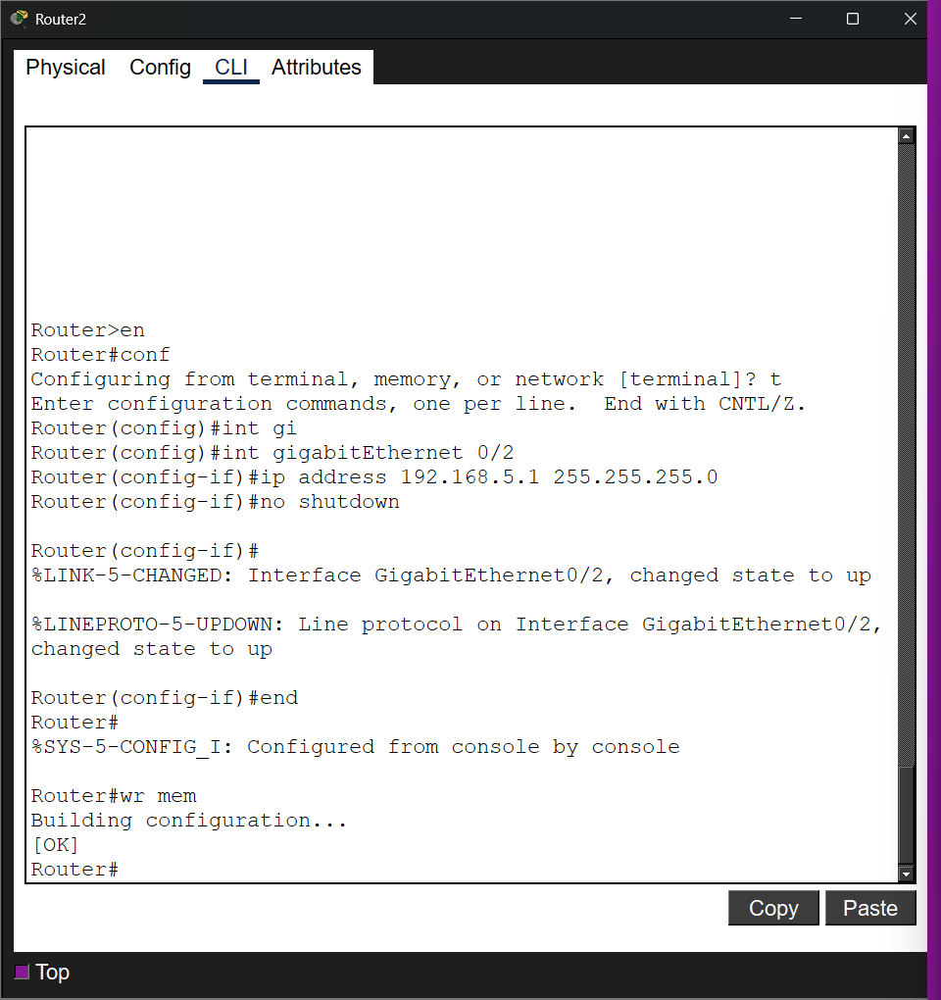 Router2
Physical Config CLI Attributes
Router>en
Router#conf
Configuring from terminal, memory, or network [terminal]? t
Enter configuration commands, one per line.  End with CNTL/Z.
Router(config)#int gi
Router(config)#int gigabitEthernet 0/2
Router(config-if)#ip address 192.168.5.1 255.255.255.0
Router(config-if)#no shutdown
Router(config-if)#
%LINK-5-CHANGED: Interface GigabitEthernet0/2, changed state to up
%LINEPROTO-5-UPDOWN: Line protocol on Interface GigabitEthernet0/2,
changed state to up
Router(config-if)#end
Router#
%SYS-5-CONFIG_I: Configured from console by console
Router#wr mem
Building configuration...
[OK]
Router#
Copy Paste
Top